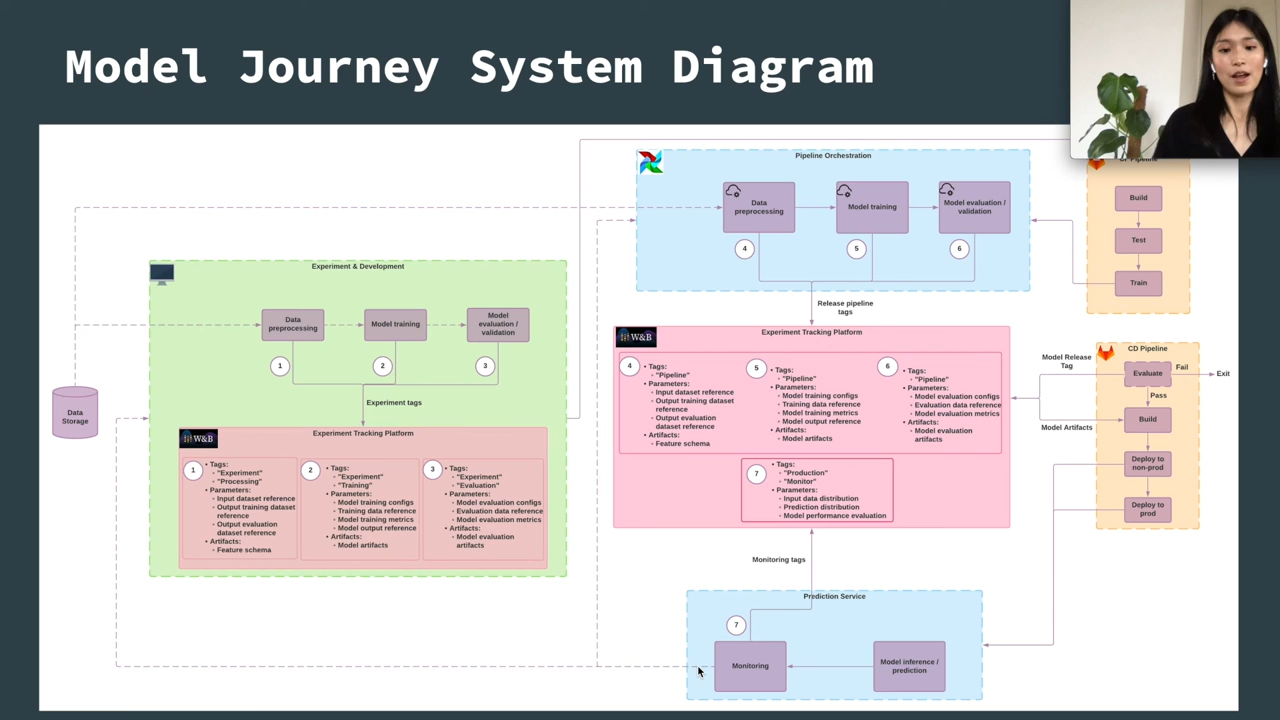 Model Journey System Diagram
Pipeline Orchestration
Data
preprocessing
Model training
Model evaluation /
validation
4
5
6
Build
Test
Train
Release pipeline
tags
Experiment & Development
Data
preprocessing
Model training
Model
evaluation /
validation
1
2
3
Experiment tags
Data
Storage
W&B
Experiment Tracking Platform
1
• Tags:
◦ "Experiment"
◦ "Processing"
• Parameters:
◦ Input dataset reference
◦ Output training dataset
reference
◦ Output evaluation
dataset reference
• Artifacts:
◦ Feature schema
2
• Tags:
◦ "Experiment"
◦ "Training"
• Parameters:
◦ Model training configs
◦ Training data reference
◦ Model training metrics
◦ Model output reference
• Artifacts:
◦ Model artifacts
3
• Tags:
◦ "Experiment"
◦ "Evaluation"
• Parameters:
◦ Model evaluation configs
◦ Evaluation data reference
◦ Model evaluation metrics
• Artifacts:
◦ Model evaluation
artifacts
W&B
Experiment Tracking Platform
4
• Tags:
◦ "Pipeline"
• Parameters:
◦ Input dataset reference
◦ Output training dataset
reference
◦ Output evaluation
dataset reference
• Artifacts:
◦ Feature schema
5
• Tags:
◦ "Pipeline"
• Parameters:
◦ Model training configs
◦ Training data reference
◦ Model training metrics
◦ Model output reference
• Artifacts:
◦ Model artifacts
6
• Tags:
◦ "Pipeline"
• Parameters:
◦ Model evaluation configs
◦ Evaluation data reference
◦ Model evaluation metrics
• Artifacts:
◦ Model evaluation
artifacts
7
• Tags:
◦ "Production"
◦ "Monitor"
• Parameters:
◦ Input data distribution
◦ Prediction distribution
◦ Model performance evaluation
CD Pipeline
Model Release
Tag
Evaluate
Fail
Exit
Pass
Build
Model Artifacts
Deploy to
non-prod
Deploy to
prod
Monitoring tags
Prediction Service
7
Monitoring
Model inference /
prediction